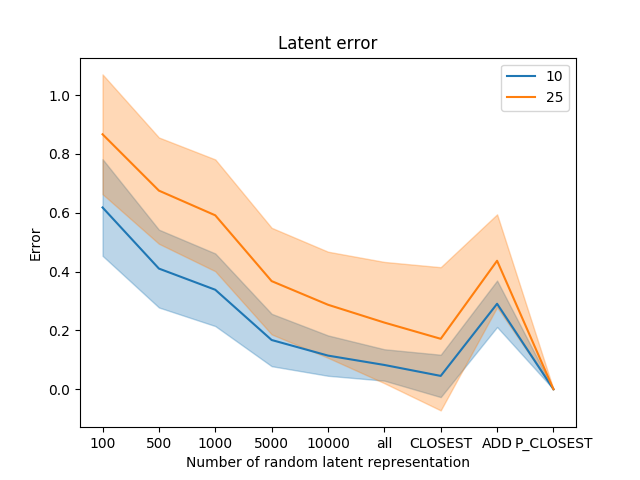 Latent error
10
25
1.0
0.8
0.6
0.4
0.2
0.0
Error
100 500 1000 5000 10000 all CLOSEST ADD P_CLOSEST
Number of random latent representation